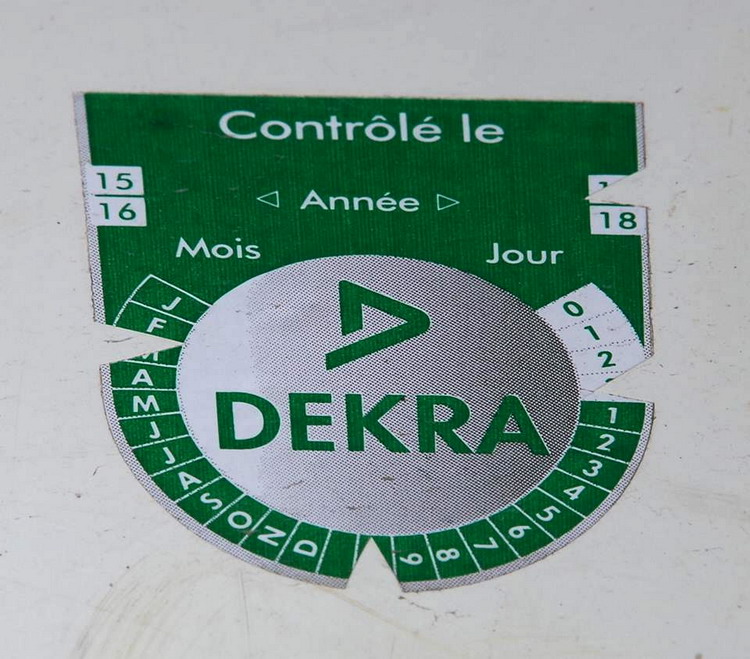 Contrôlé le
15
16
◁ Année ▷
18
Mois
Jour
J
F
A
M
J
J
A
S
O
N
D
0
1
2
1
2
3
4
5
6
7
8
9
DEKRA